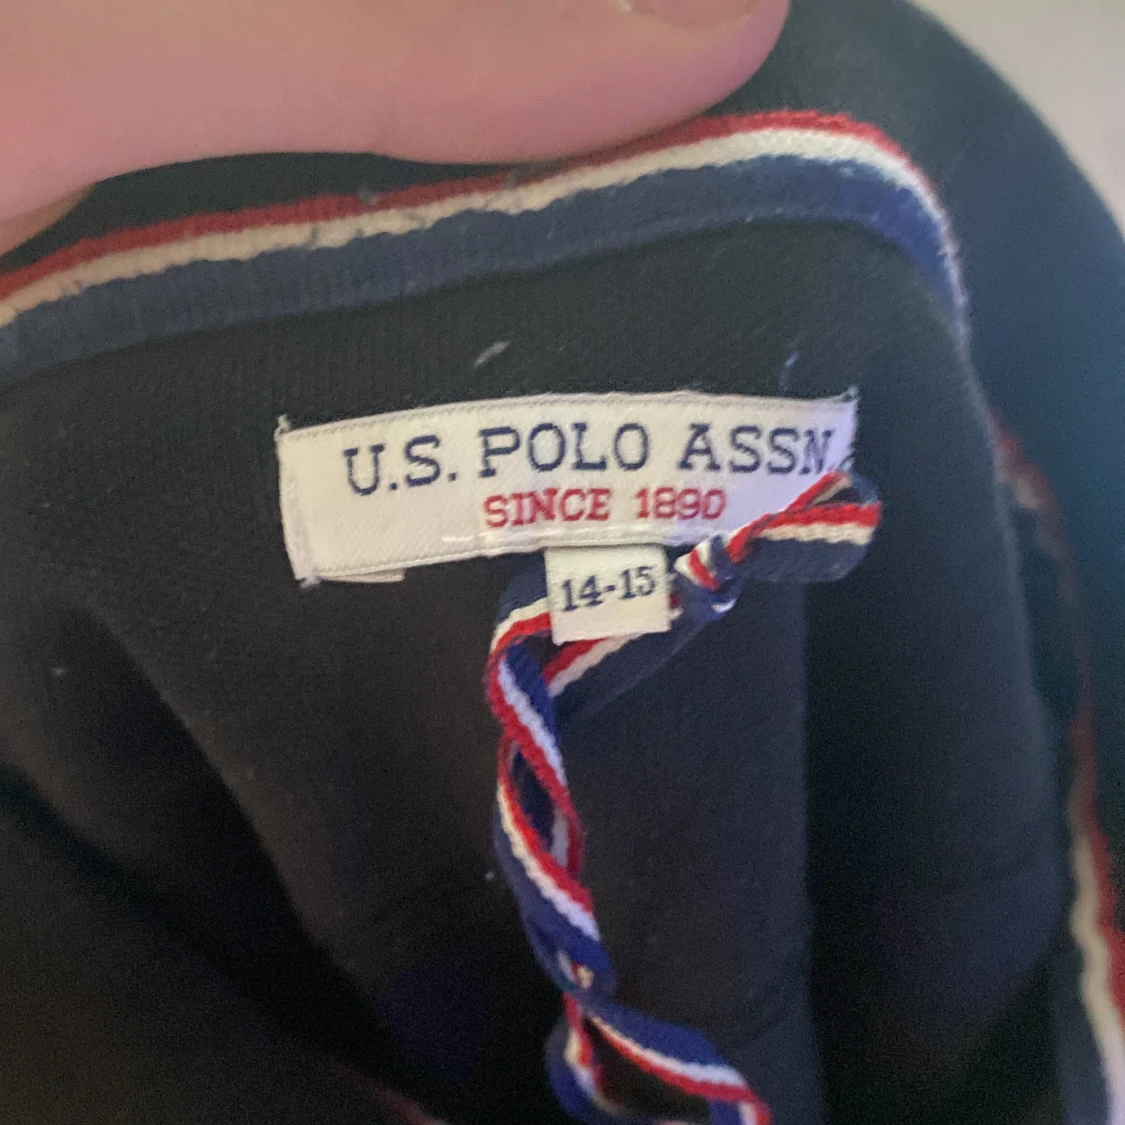 U.S. POLO ASSN.
SINCE 1890
14-15